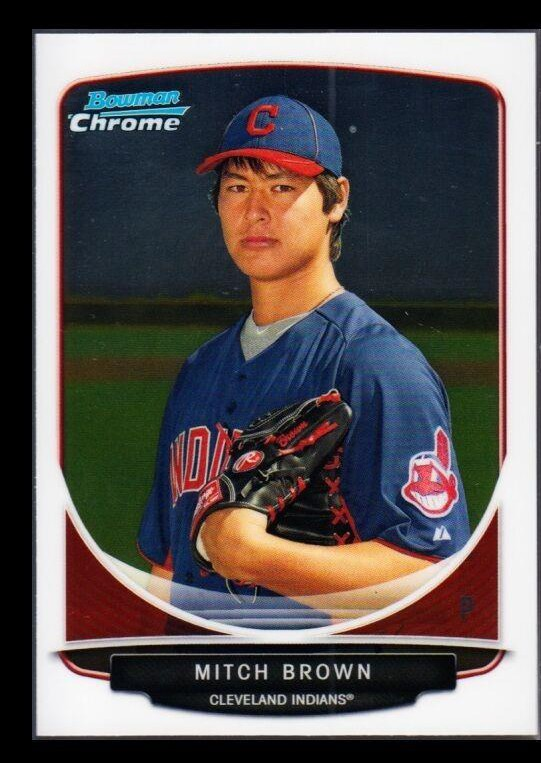 Bowman
Chrome
C
INDI
R
P
MITCH BROWN
CLEVELAND INDIANS®